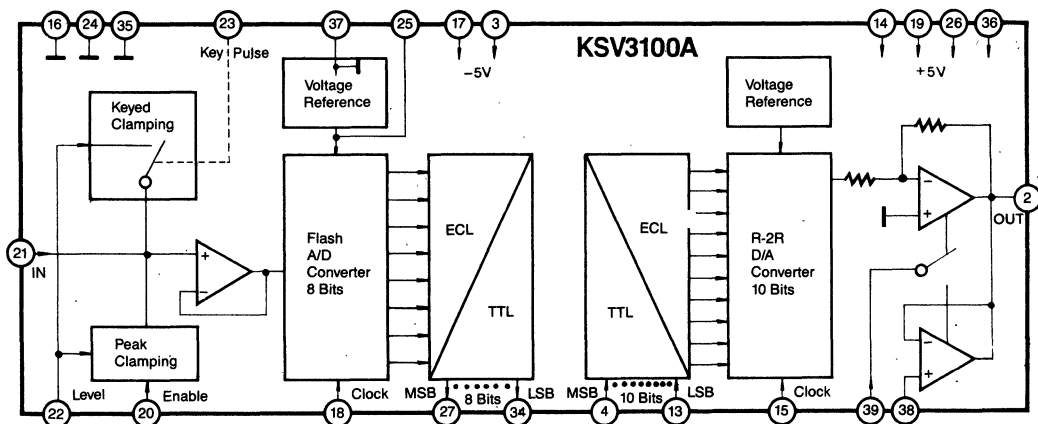 16 24 35 23 37 25 17 3 14 19 26 36
KSV3100A
Key Pulse
-5V
+5V
Voltage
Reference
Voltage
Reference
Keyed
Clamping
ECL
ECL
−
+
2
OUT
21
IN
+
−
Flash
A/D
Converter
8 Bits
R-2R
D/A
Converter
10 Bits
TTL
TTL
Peak
Clamping
−
+
Level
Enable
Clock
MSB
8 Bits
LSB
MSB
10 Bits
LSB
Clock
22 20 18 27 34 4 13 15 39 38